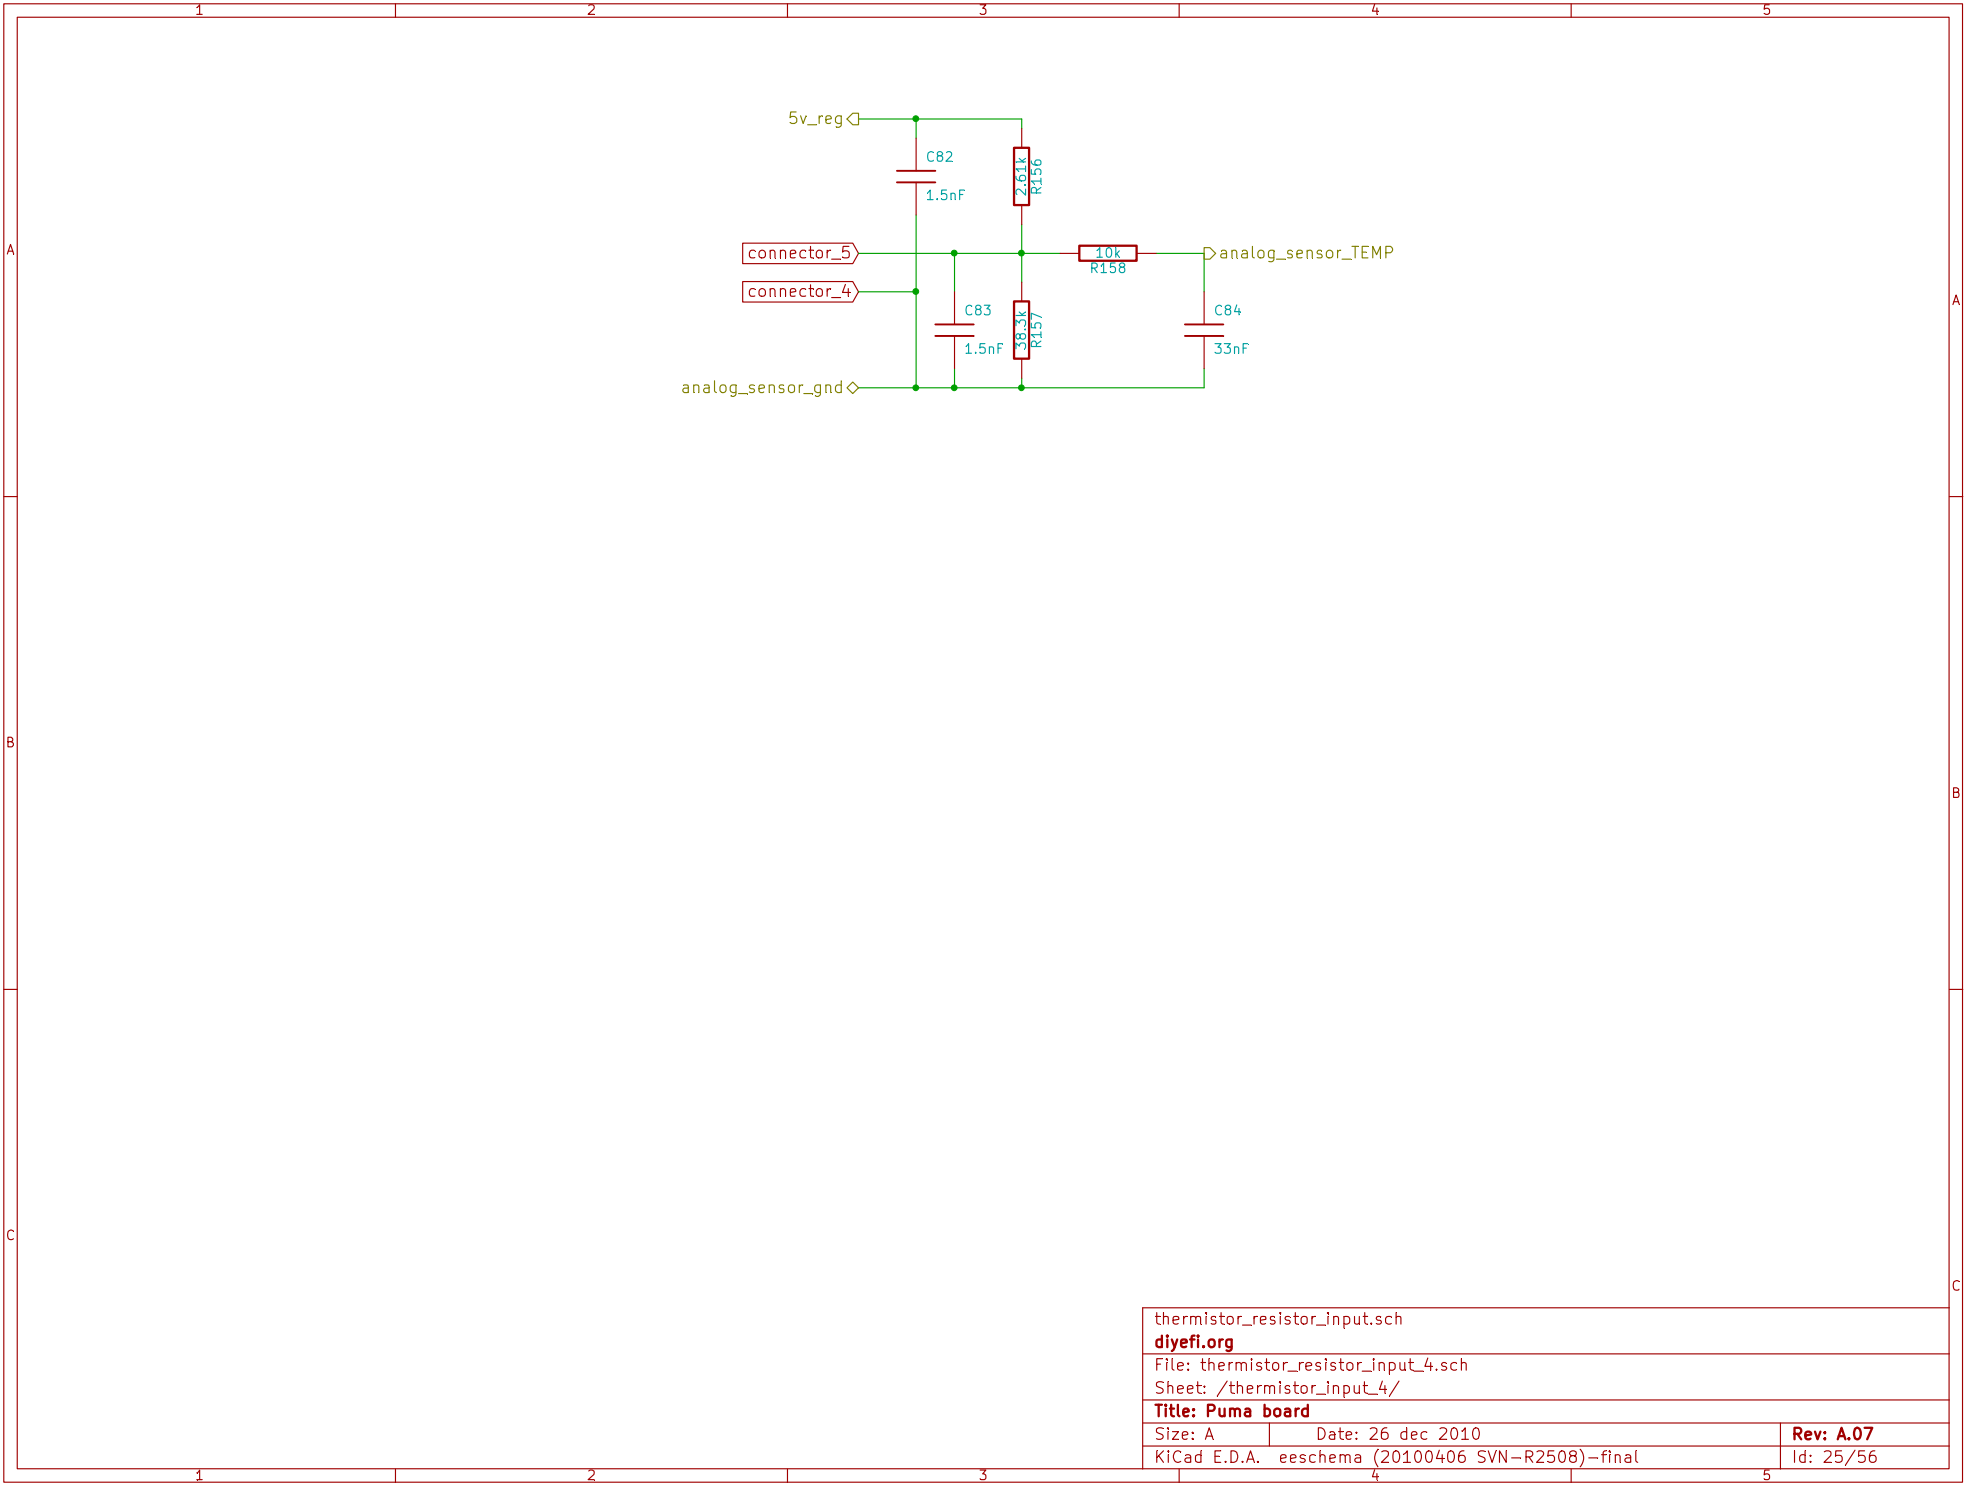 1 2 3 4 5
5v_reg
C82
1.5nF
2.61k
R156
A
connector_5
10k
R158
analog_sensor_TEMP
connector_4
A
C83
1.5nF
38.3k
R157
C84
33nF
analog_sensor_gnd
B
B
C
C
thermistor_resistor_input.sch
diyefi.org
File: thermistor_resistor_input_4.sch
Sheet: /thermistor_input_4/
Title: Puma board
Size: A Date: 26 dec 2010 Rev: A.07
KiCad E.D.A. eeschema (20100406 SVN-R2508)-final Id: 25/56
1 2 3 4 5